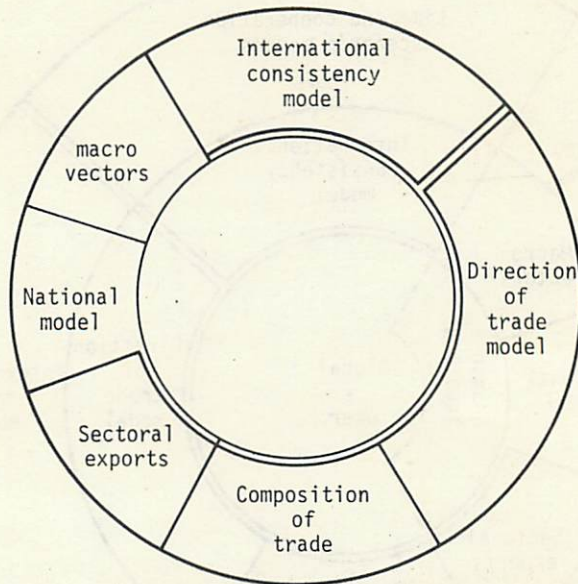 International
consistency
model
macro
vectors
Direction
of
trade
model
National
model
Sectoral
exports
Composition
of
trade